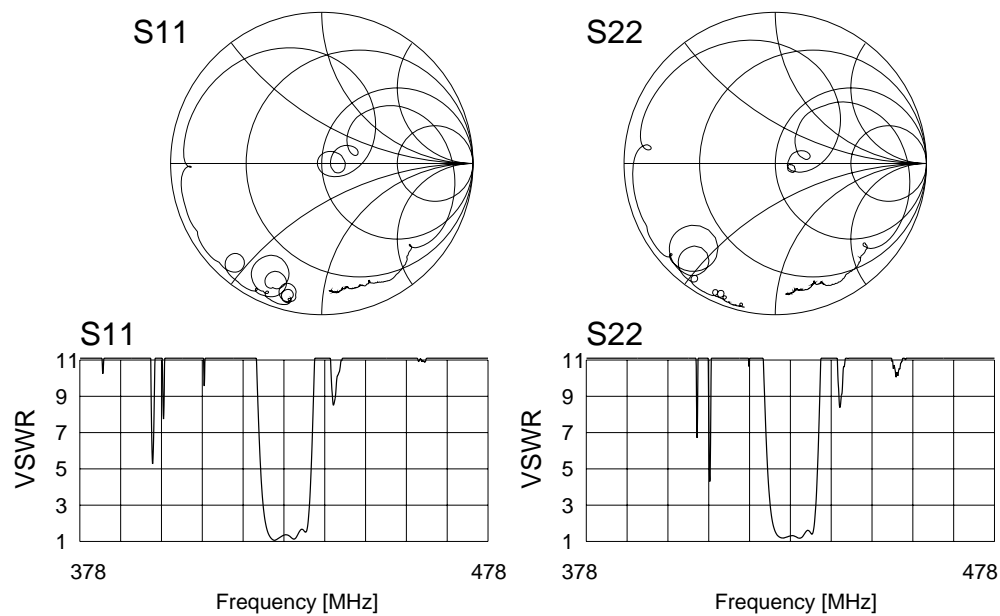 S11
S22
S11
S22
11
9
7
5
3
1
VSWR
378
478
Frequency [MHz]
11
9
7
5
3
1
VSWR
378
478
Frequency [MHz]